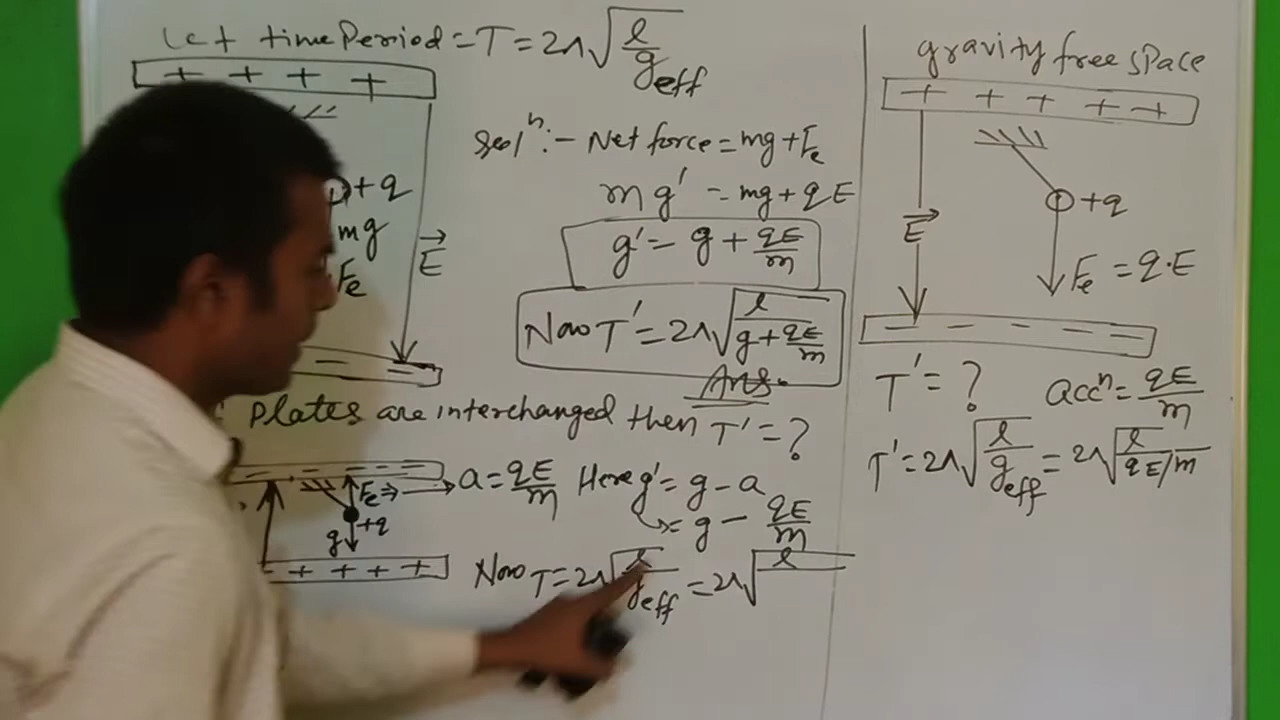 Let time Period = T = 2π√(l/g_eff)
+ + + +
Sol^n :- Net force = mg + Fe
+q
mg
Fe
E⃗
mg' = mg + qE
g' = g + qE/m
Now T' = 2π√(l/(g + qE/m))
Ans.
Plates are interchanged then T' = ?
- - - - - -
Fe ⇒ a = qE/m
+q
g
+ + + +
Here g' = g - a
= g - qE/m
Now T = 2π√(l/g_eff) = 2π√(l
gravity free space
+ + + + +
+q
E⃗
Fe = q.E
- - - - -
T' = ? acc^n = qE/m
T' = 2π√(l/g_eff) = 2π√(l/(qE/m))